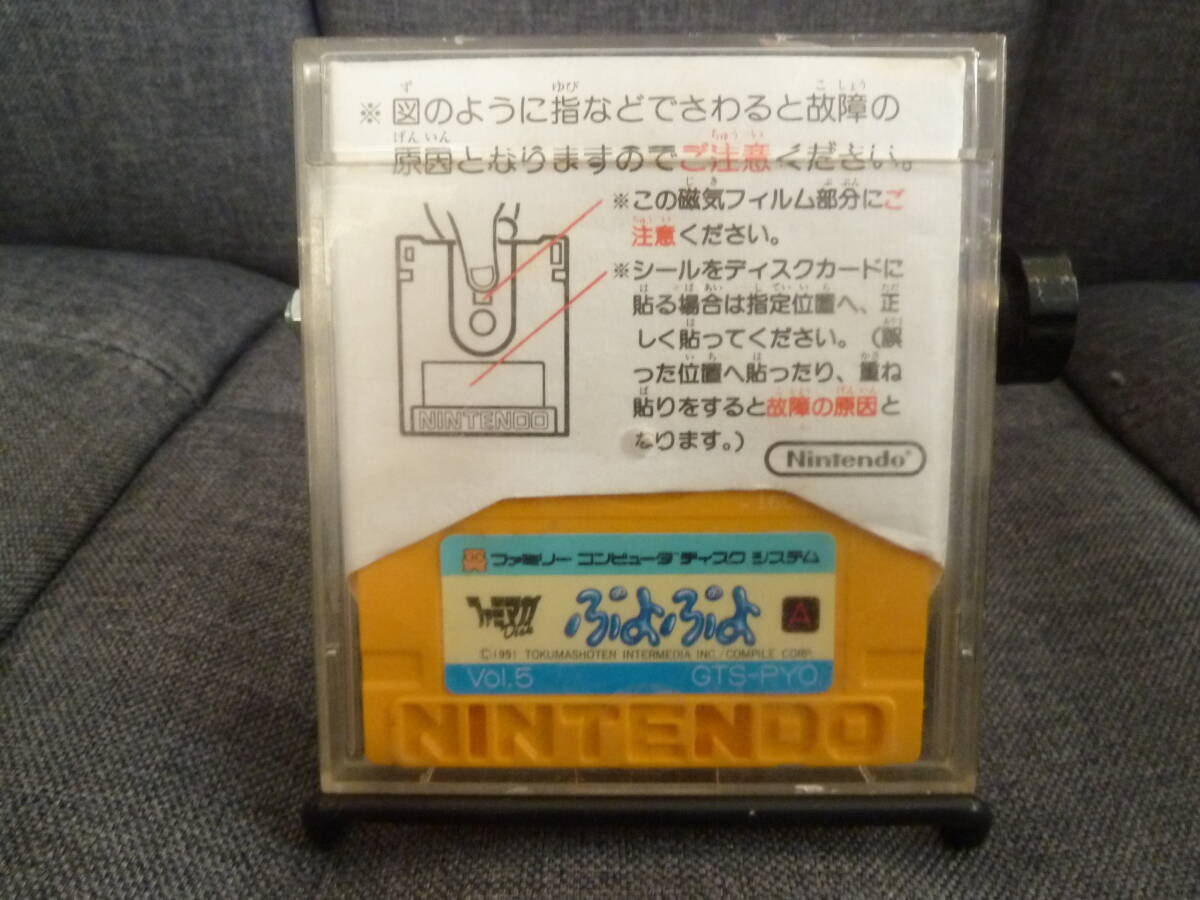 ※図のように指などでさわると故障の
原因となりますのでご注意ください。
※この磁気フィルム部分にご
注意ください。
※シールをディスクカードに
貼る場合は指定位置へ、正
しく貼ってください。(誤
った位置へ貼ったり、重ね
貼りをすると故障の原因と
なります。)
NINTENDO
Nintendo®
ファミリー コンピュータ ディスク システム
ファミマガ
Disk
ぷよぷよ
A
©1991 TOKUMASHOTEN INTERMEDIA INC./COMPILE CORP.
Vol.5
GTS-PYO
NINTENDO